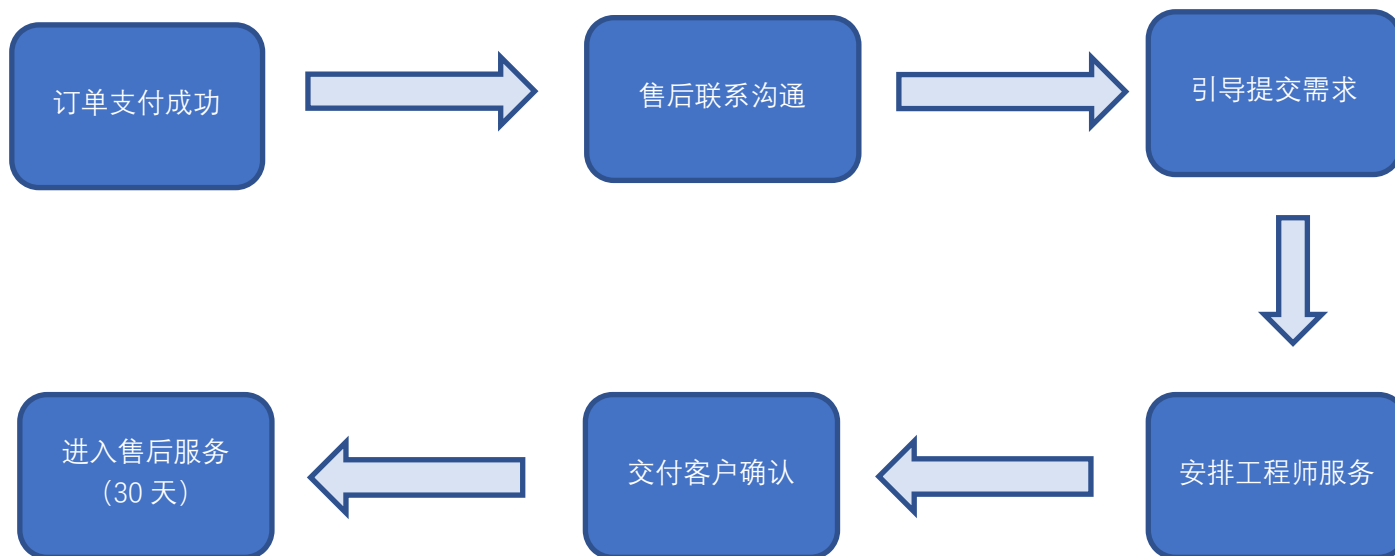 订单支付成功
售后联系沟通
引导提交需求
安排工程师服务
交付客户确认
进入售后服务
（30 天）